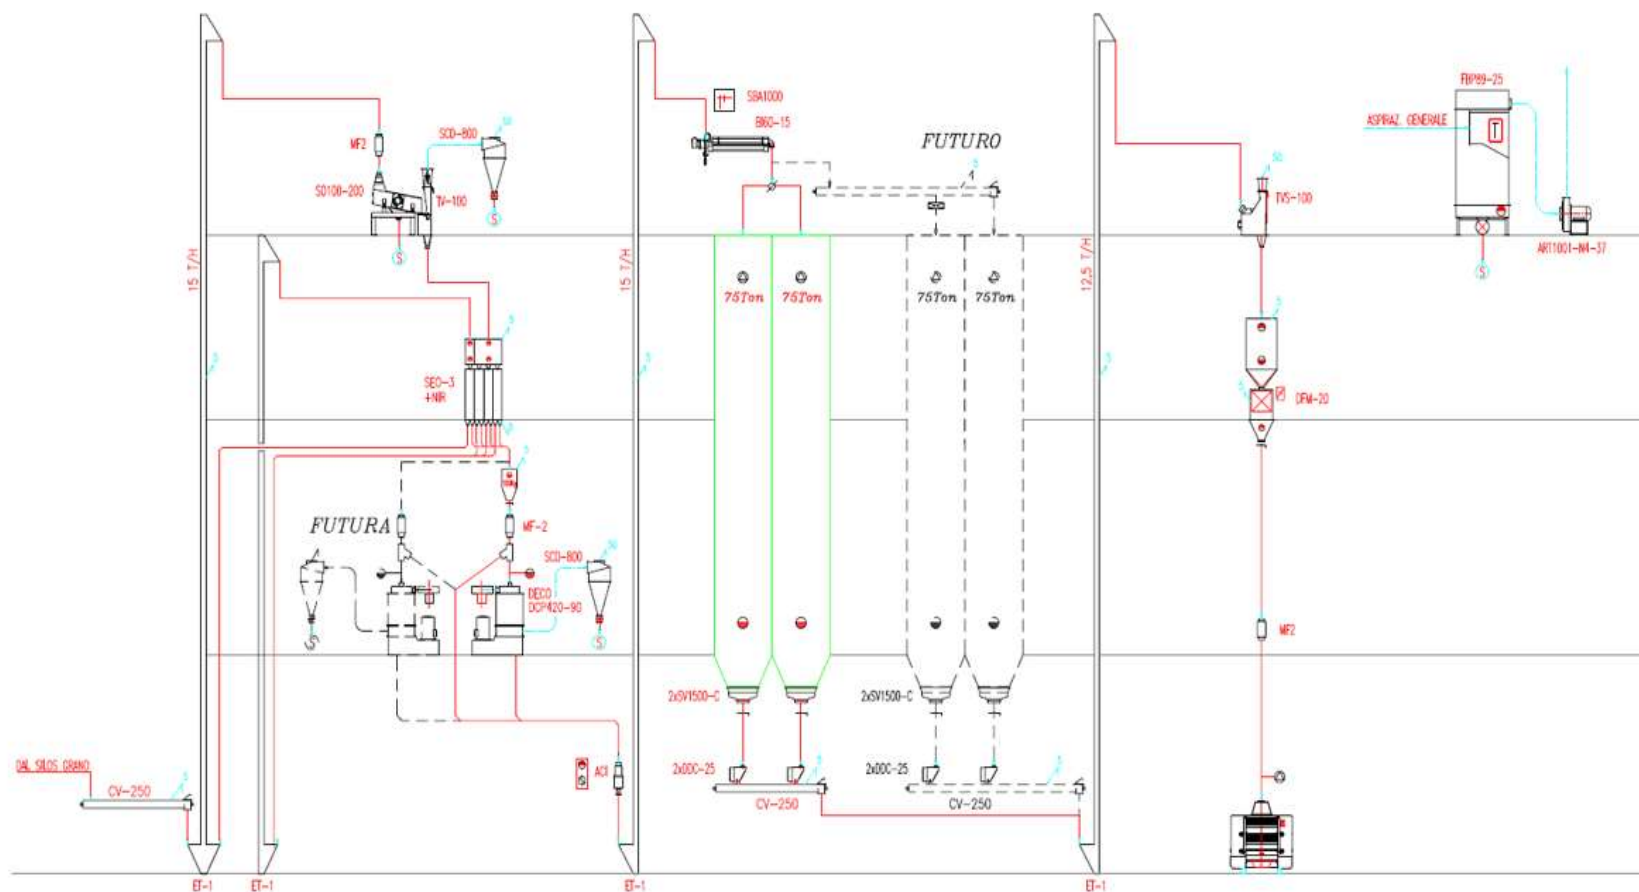 FBP89-25
SBA1000
BI60-15
ASPIRAZ. GENERALE
SCD-800
FUTURO
MF2
SD100-200
TV-100
TVS-100
ART1001-N4-37
S
S
S
15 T/H
15 T/H
12,5 T/H
75Ton
75Ton
75Ton
75Ton
SEO-3
+NIR
DFM-20
FUTURA
MF-2
SCD-800
DECO
DCP420-90
S
S
MF2
2xSV1500-C
2xSV1500-C
DAL SILOS GRANO
CV-250
2xDDC-25
2xDDC-25
CV-250
CV-250
ET-1
ET-1
ET-1
ET-1